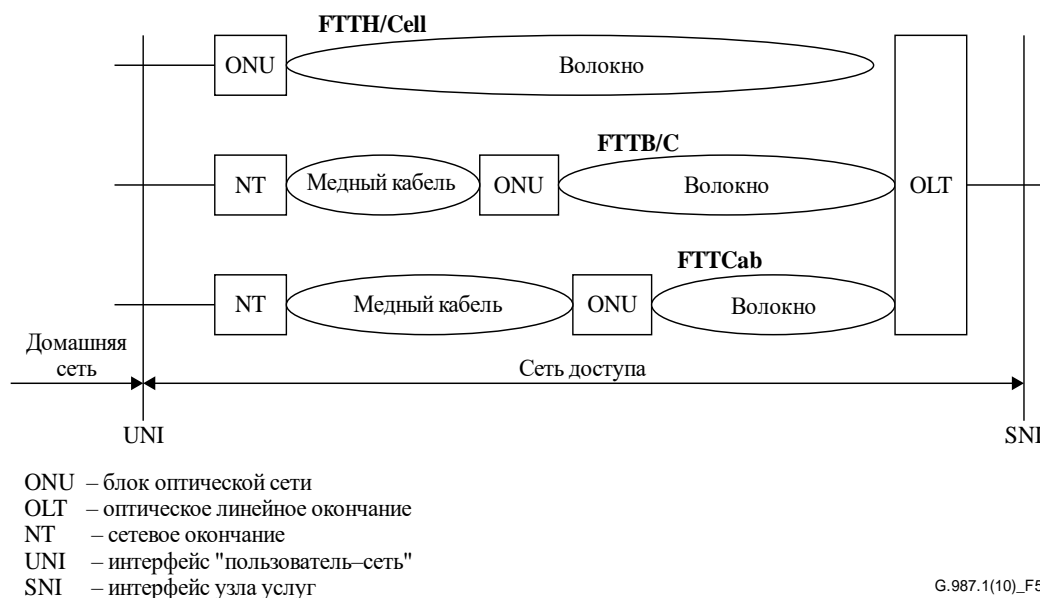 FTTH/Cell
ONU
Волокно
FTTB/C
NT
Медный кабель
ONU
Волокно
OLT
FTTCab
NT
Медный кабель
ONU
Волокно
Домашняя
сеть
Сеть доступа
UNI
SNI
ONU – блок оптической сети
OLT – оптическое линейное окончание
NT – сетевое окончание
UNI – интерфейс "пользователь–сеть"
SNI – интерфейс узла услуг
G.987.1(10)_F5